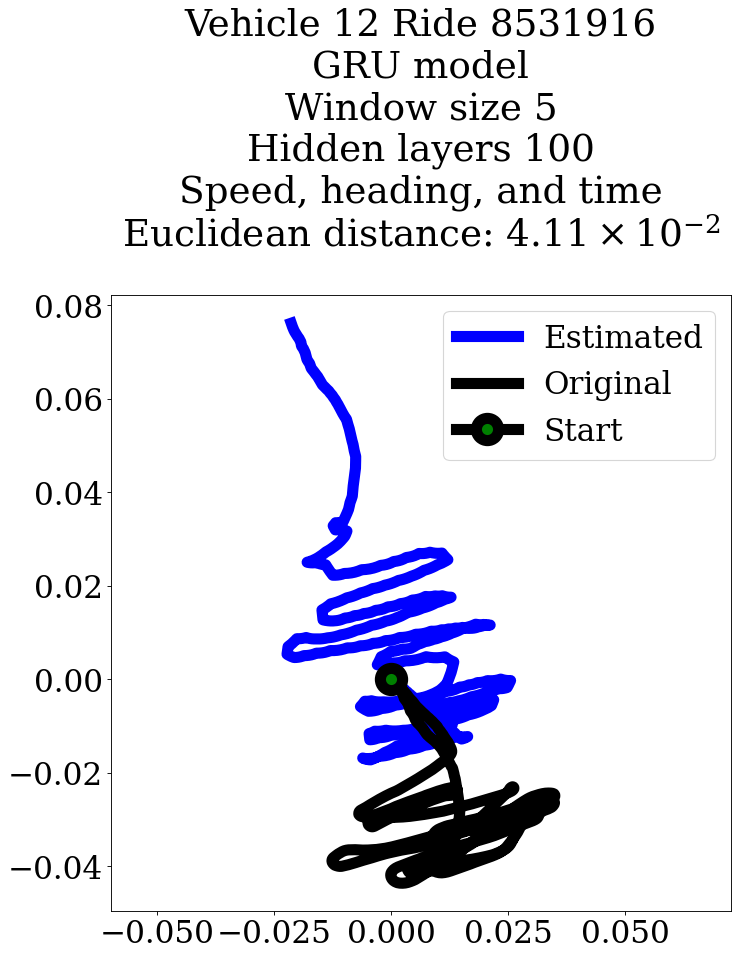 Vehicle 12 Ride 8531916
GRU model
Window size 5
Hidden layers 100
Speed, heading, and time
Euclidean distance: 4.11 × 10⁻²
Estimated
Original
Start
0.08
0.06
0.04
0.02
0.00
−0.02
−0.04
−0.050 −0.025 0.000 0.025 0.050